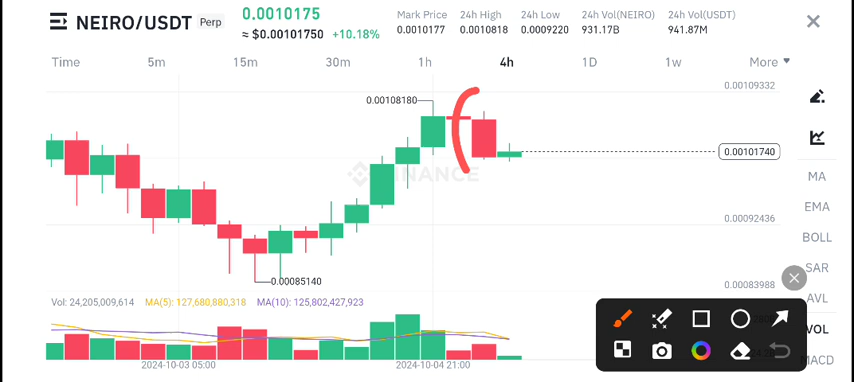 NEIRO/USDT Perp
0.0010175
≈ $0.00101750 +10.18%
Mark Price 24h High 24h Low 24h Vol(NEIRO) 24h Vol(USDT)
0.0010177 0.0010818 0.0009220 931.17B 941.87M
Time 5m 15m 30m 1h 4h 1D 1w More
0.00109332
0.00108180
0.00101740
0.00092436
0.00085140
0.00083988
MA
EMA
BOLL
SAR
AVL
VOL
MACD
Vol: 24,205,009,614 MA(5): 127,680,880,318 MA(10): 125,802,427,923
2024-10-03 05:00 2024-10-04 21:00